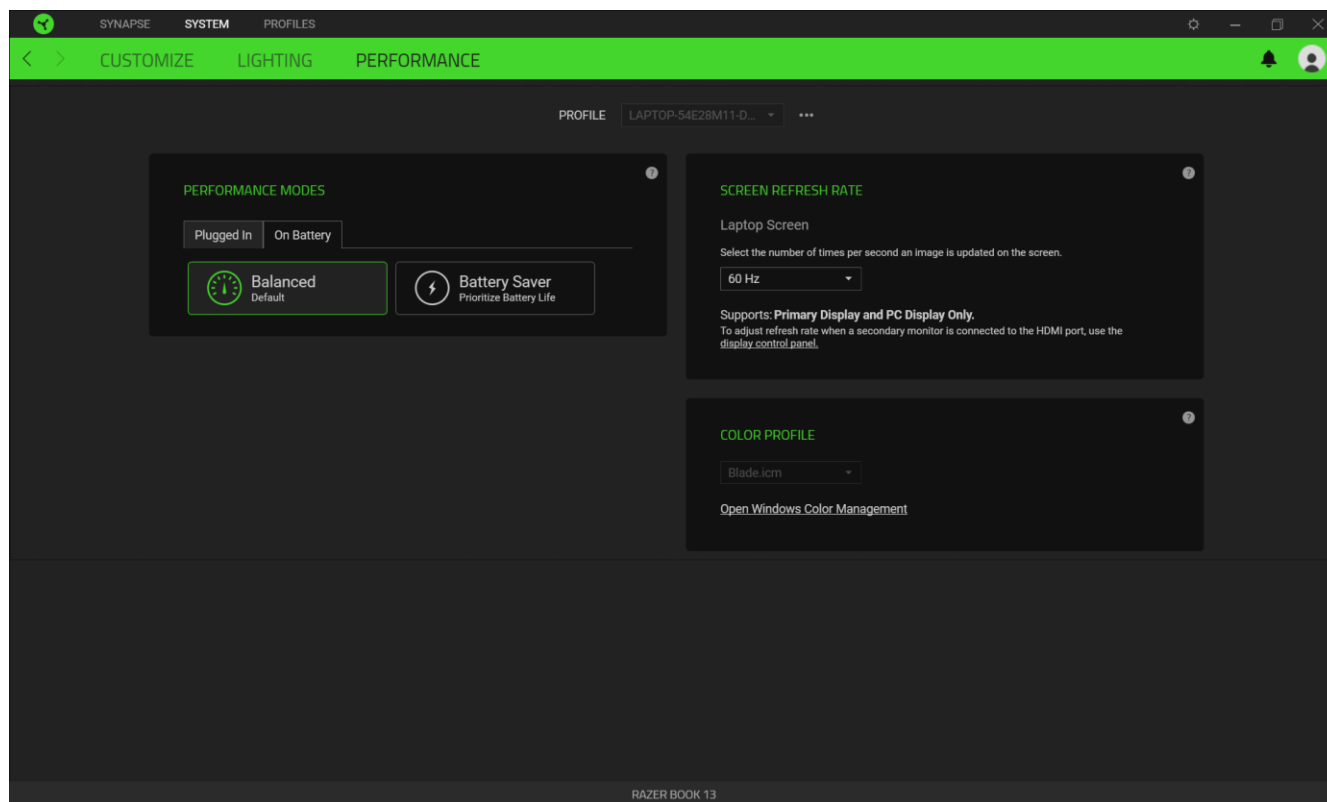 SYNAPSE SYSTEM PROFILES
CUSTOMIZE LIGHTING PERFORMANCE
PROFILE LAPTOP-54E28M11-D...
PERFORMANCE MODES
Plugged In On Battery
Balanced
Default
Battery Saver
Prioritize Battery Life
SCREEN REFRESH RATE
Laptop Screen
Select the number of times per second an image is updated on the screen.
60 Hz
Supports: Primary Display and PC Display Only.
To adjust refresh rate when a secondary monitor is connected to the HDMI port, use the
display control panel.
COLOR PROFILE
Blade.icm
Open Windows Color Management
RAZER BOOK 13